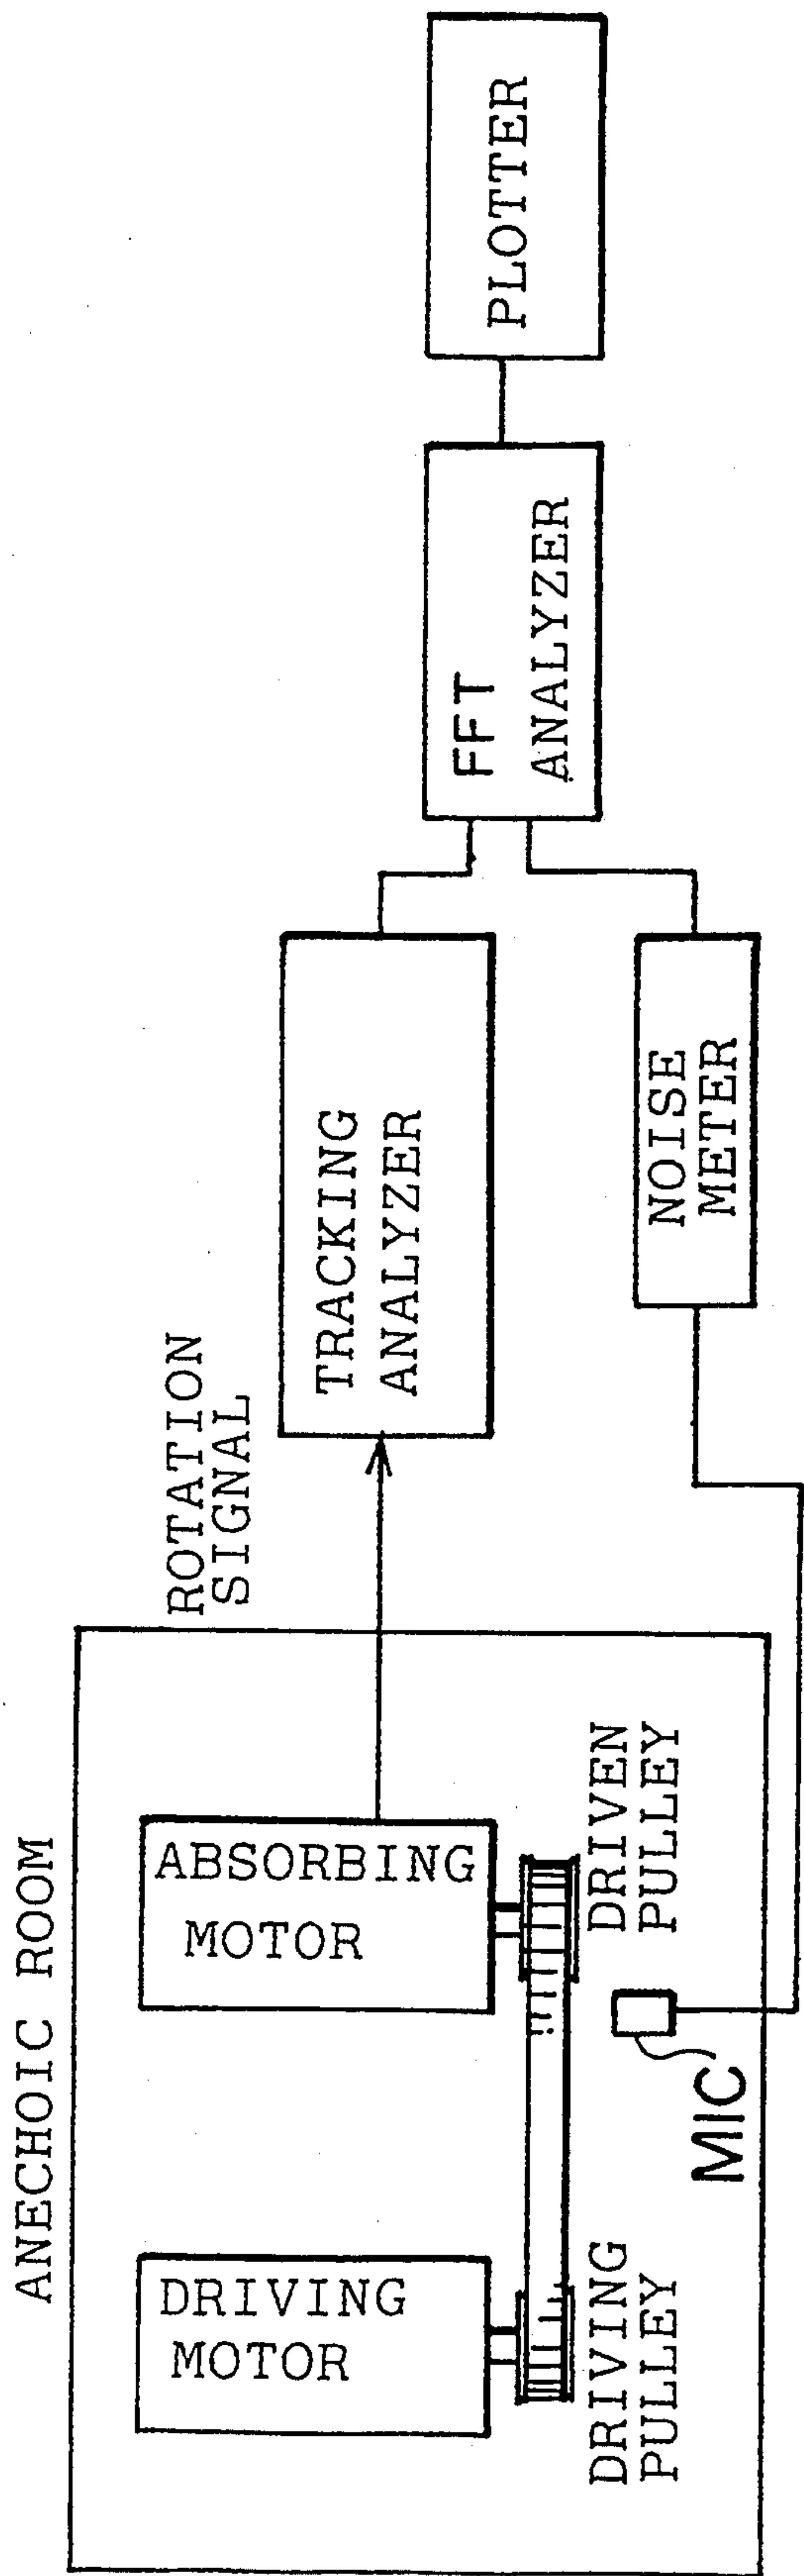 ANECHOIC ROOM
DRIVING
MOTOR
ABSORBING
MOTOR
DRIVING
PULLEY
DRIVEN
PULLEY
MIC
ROTATION
SIGNAL
TRACKING
ANALYZER
NOISE
METER
FFT
ANALYZER
PLOTTER